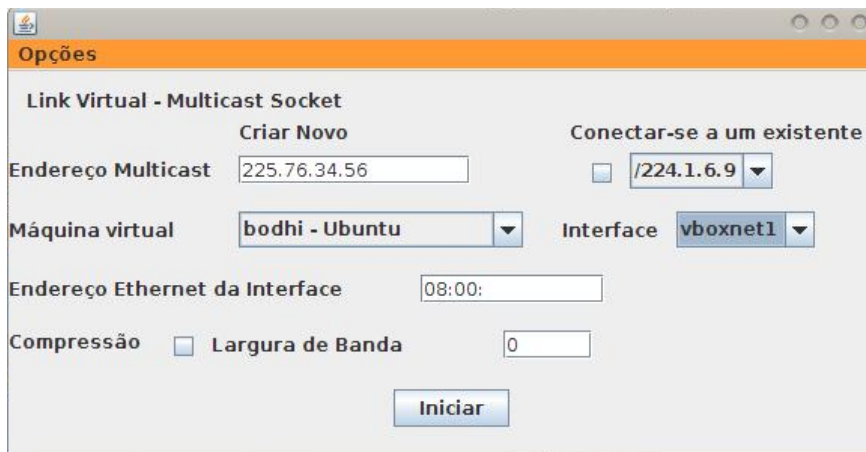 Opções
Link Virtual - Multicast Socket
Criar Novo Conectar-se a um existente
Endereço Multicast 225.76.34.56 /224.1.6.9
Máquina virtual bodhi - Ubuntu Interface vboxnet1
Endereço Ethernet da Interface 08:00:
Compressão Largura de Banda 0
Iniciar